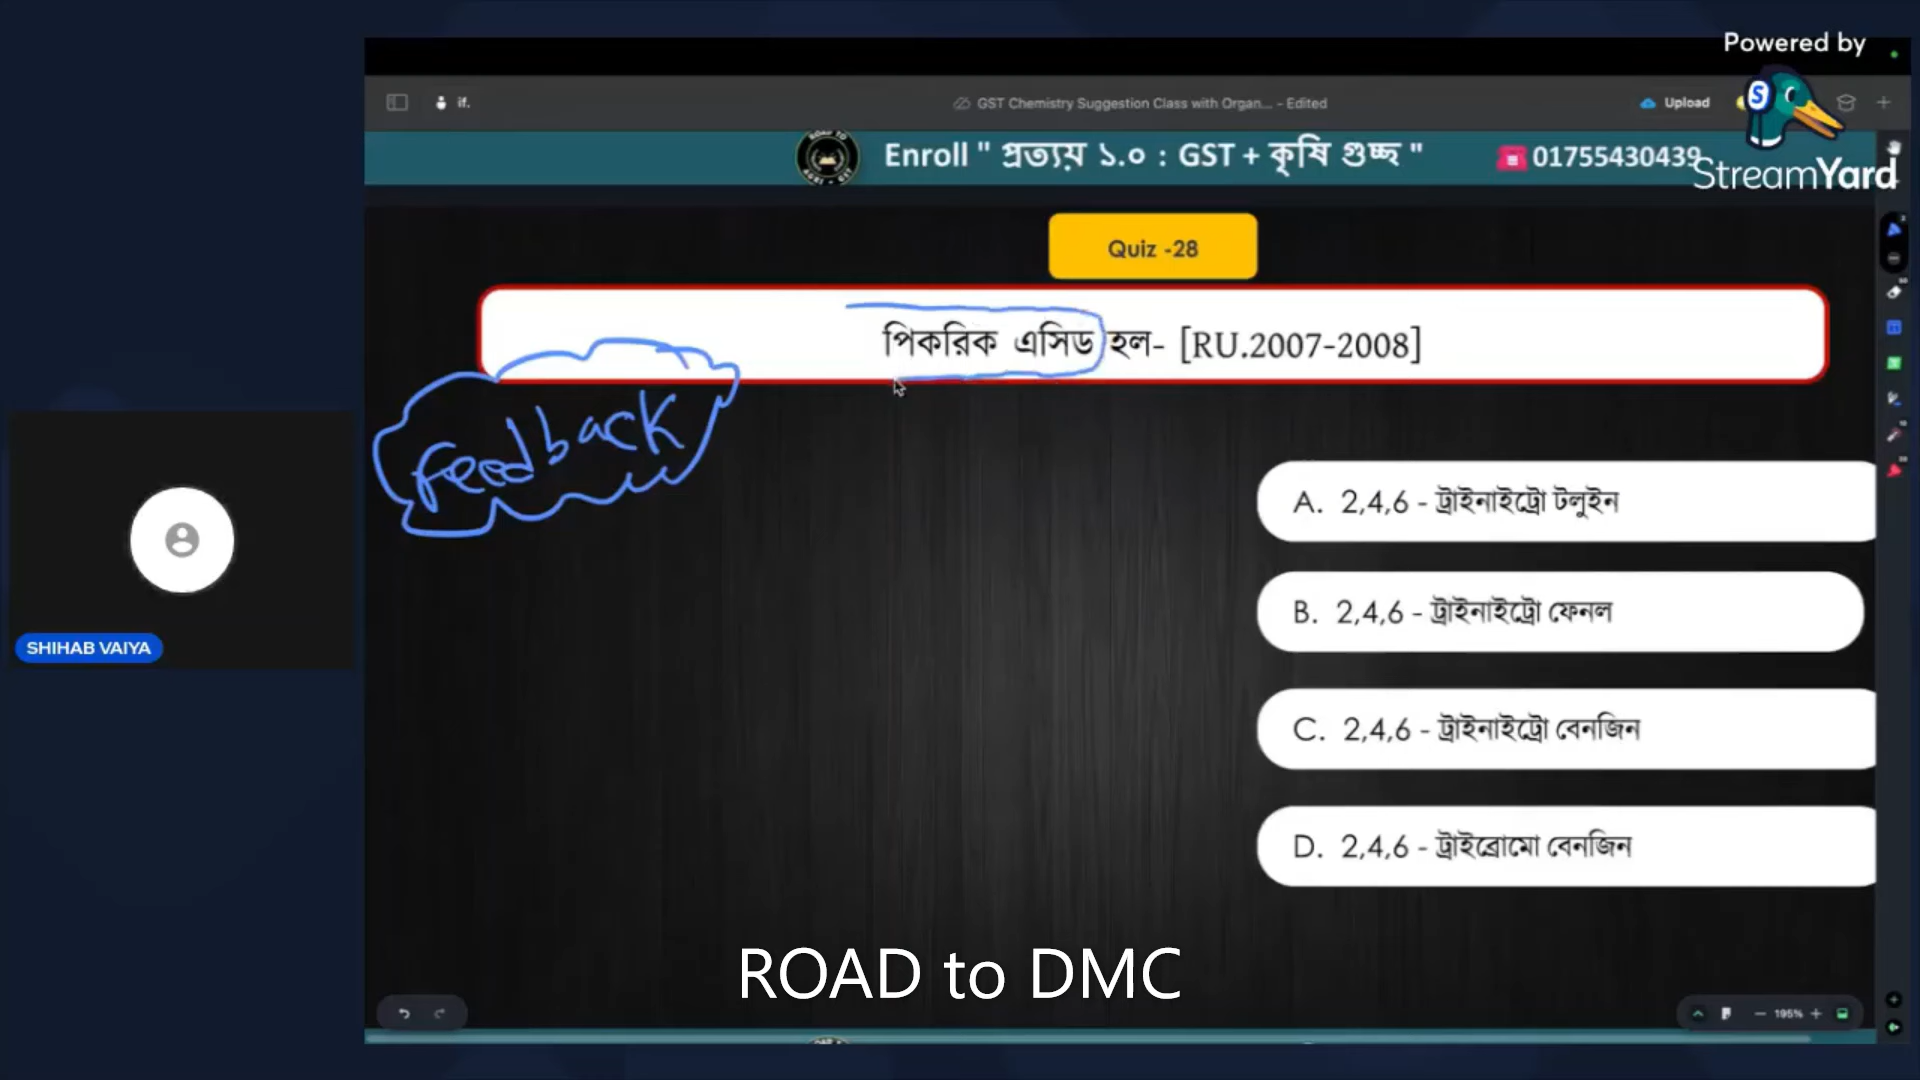 Powered by
if.
GST Chemistry Suggestion Class with Organ... - Edited
Upload
Enroll " প্রত্যয় ১.০ : GST + কৃষি গুচ্ছ "
01755430439
StreamYard
Quiz -28
পিকরিক এসিড হল- [RU.2007-2008]
Feedback
A. 2,4,6 - ট্রাইনাইট্রো টলুইন
B. 2,4,6 - ট্রাইনাইট্রো ফেনল
C. 2,4,6 - ট্রাইনাইট্রো বেনজিন
D. 2,4,6 - ট্রাইব্রোমো বেনজিন
SHIHAB VAIYA
ROAD to DMC
195%